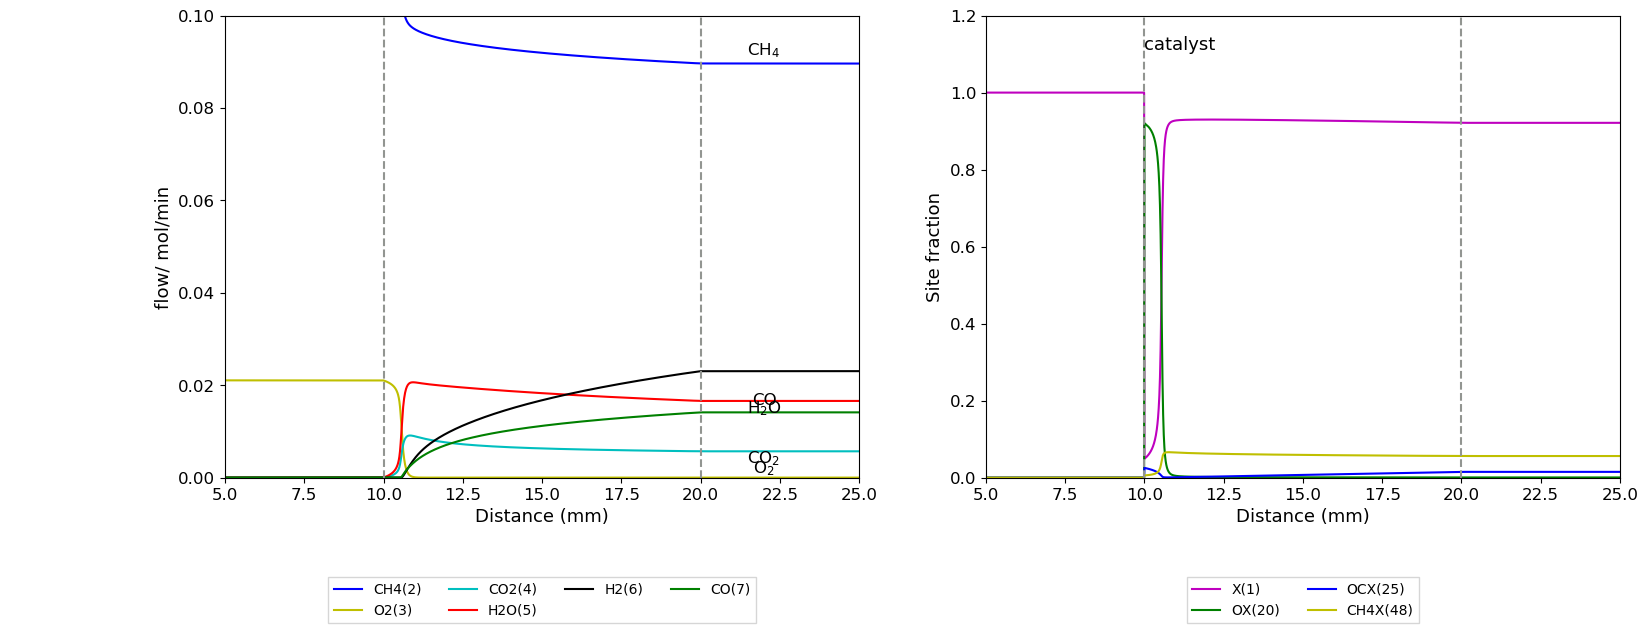 0.10
0.08
0.06
0.04
0.02
0.00
flow/ mol/min
CH₄
CO
H₂O
CO₂
O₂
5.0 7.5 10.0 12.5 15.0 17.5 20.0 22.5 25.0
Distance (mm)
CH4(2) CO2(4) H2(6) CO(7)
O2(3) H2O(5)
1.2
1.0
0.8
0.6
0.4
0.2
0.0
Site fraction
catalyst
5.0 7.5 10.0 12.5 15.0 17.5 20.0 22.5 25.0
Distance (mm)
X(1) OCX(25)
OX(20) CH4X(48)